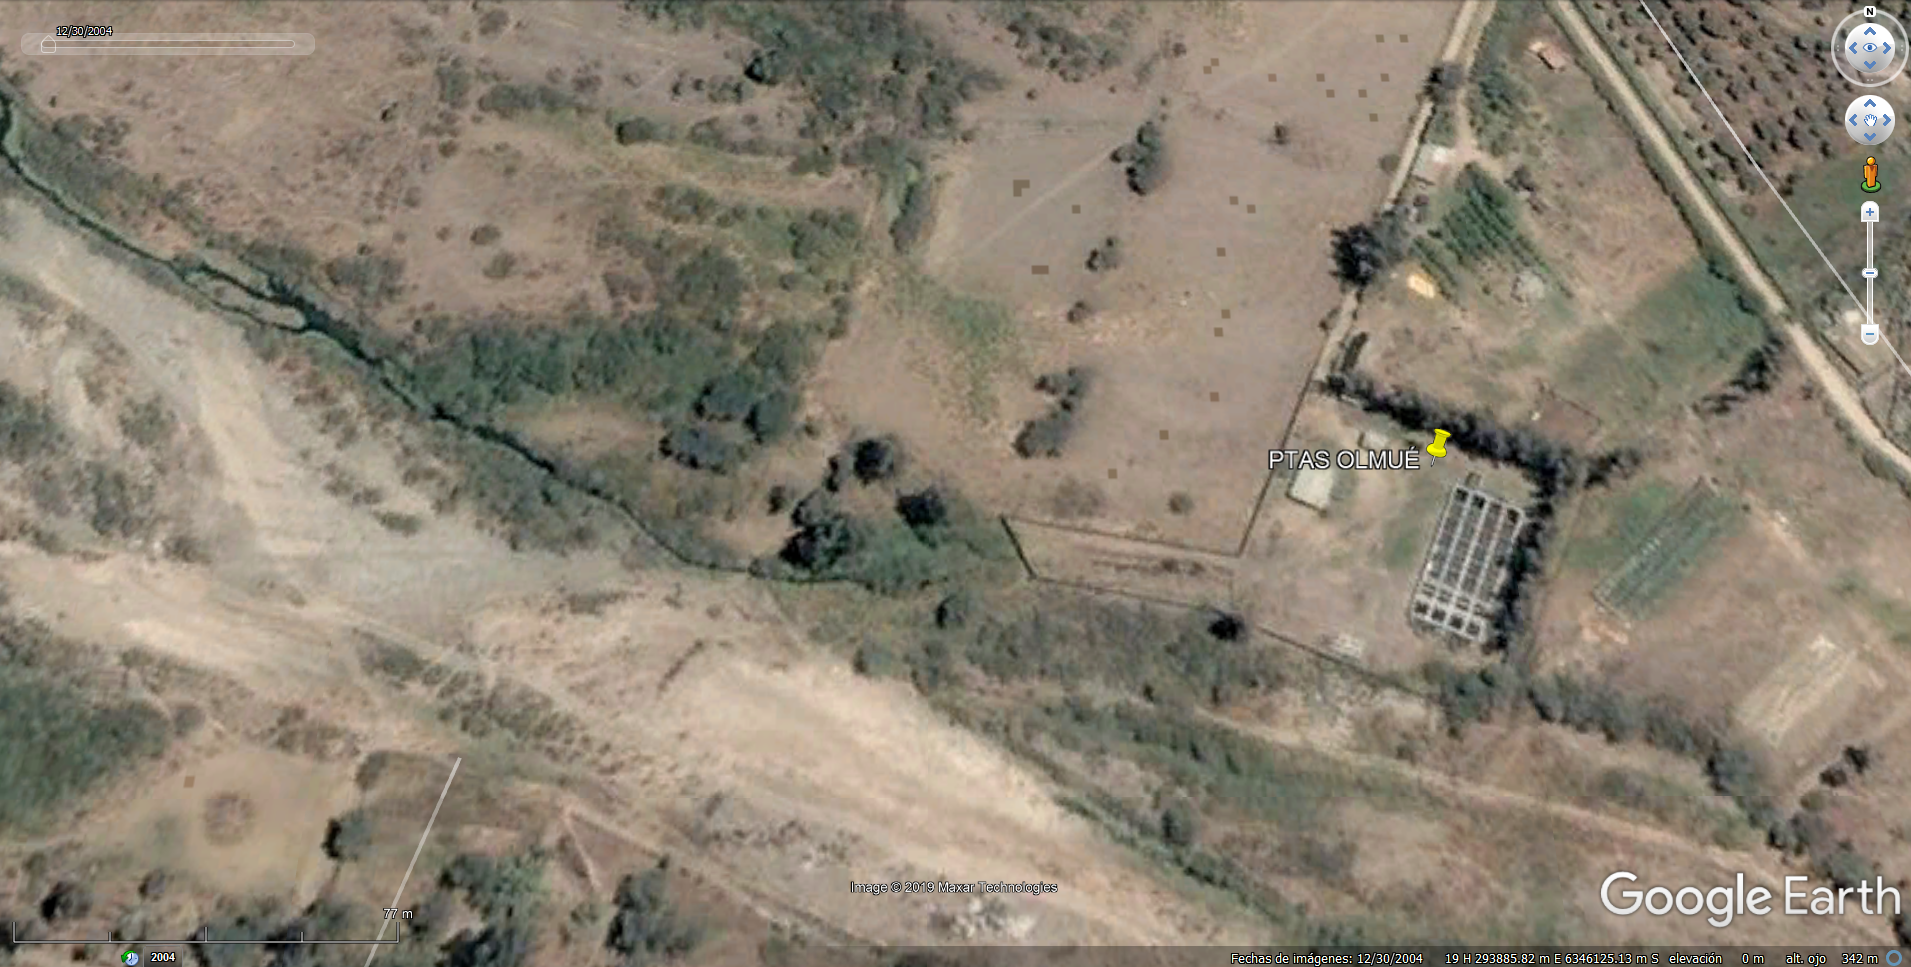 12/30/2004
N
PTAS OLMUÉ
Image © 2019 Maxar Technologies
Google Earth
77 m
2004
Fechas de imágenes: 12/30/2004 19 H 293885.82 m E 6346125.13 m S elevación 0 m alt. ojo 342 m